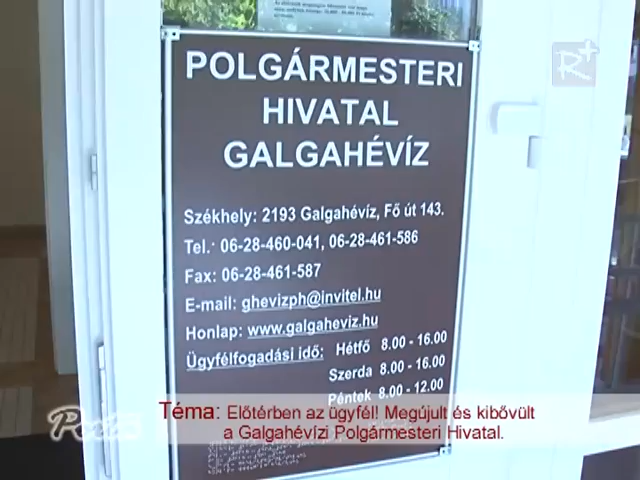 R+
POLGÁRMESTERI
HIVATAL
GALGAHÉVÍZ
Székhely: 2193 Galgahévíz, Fő út 143.
Tel.: 06-28-460-041, 06-28-461-586
Fax: 06-28-461-587
E-mail: ghevizph@invitel.hu
Honlap: www.galgaheviz.hu
Ügyfélfogadási idő: Hétfő 8.00 - 16.00
Szerda 8.00 - 16.00
Péntek 8.00 - 12.00
Téma: Előtérben az ügyfél! Megújult és kibővült
a Galgahévízi Polgármesteri Hivatal.